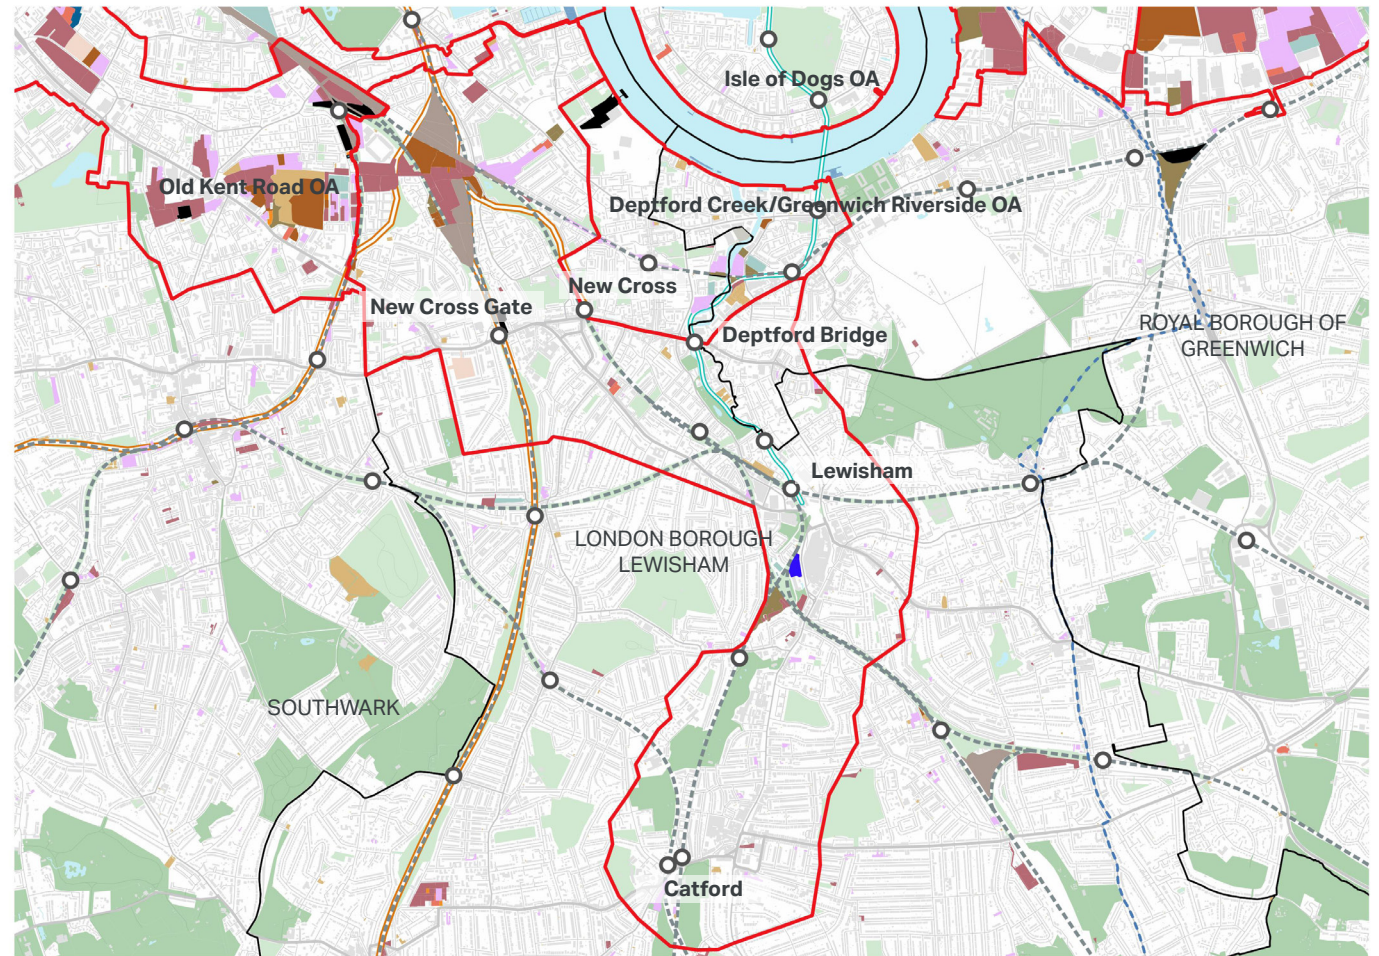 Isle of Dogs OA
Old Kent Road OA
Deptford Creek/Greenwich Riverside OA
New Cross
New Cross Gate
Deptford Bridge
ROYAL BOROUGH OF
GREENWICH
Lewisham
LONDON BOROUGH
LEWISHAM
SOUTHWARK
Catford